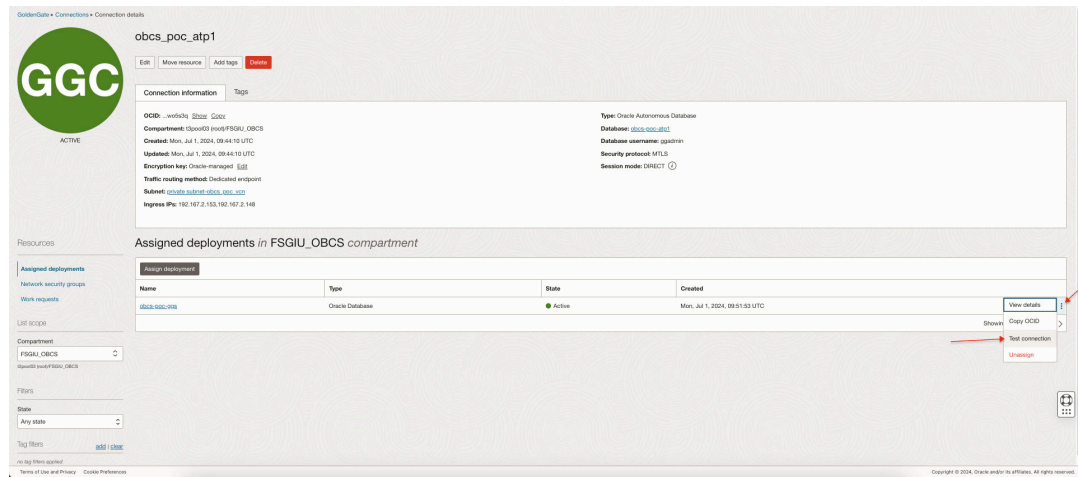 GoldenGate » Connections » Connection details
GGC
ACTIVE
obcs_poc_atp1
Edit Move resource Add tags Delete
Connection information Tags
OCID: ...wo5s3q Show Copy
Compartment: t3pool03 (root)/FSGIU_OBCS
Created: Mon, Jul 1, 2024, 09:44:10 UTC
Updated: Mon, Jul 1, 2024, 09:44:10 UTC
Encryption key: Oracle-managed Edit
Traffic routing method: Dedicated endpoint
Subnet: private subnet-obcs_poc_vcn
Ingress IPs: 192.167.2.153,192.167.2.148
Type: Oracle Autonomous Database
Database: obcs-poc-atp1
Database username: ggadmin
Security protocol: MTLS
Session mode: DIRECT
Resources
Assigned deployments
Network security groups
Work requests
List scope
Compartment
FSGIU_OBCS
t3pool03 (root)/FSGIU_OBCS
Filters
State
Any state
Tag filters add | clear
no tag filters applied
Assigned deployments in FSGIU_OBCS compartment
Assign deployment
Name Type State Created
obcs-poc-ggs Oracle Database Active Mon, Jul 1, 2024, 09:51:53 UTC
Showin
View details
Copy OCID
Test connection
Unassign
Terms of Use and Privacy Cookie Preferences
Copyright © 2024, Oracle and/or its affiliates. All rights reserved.